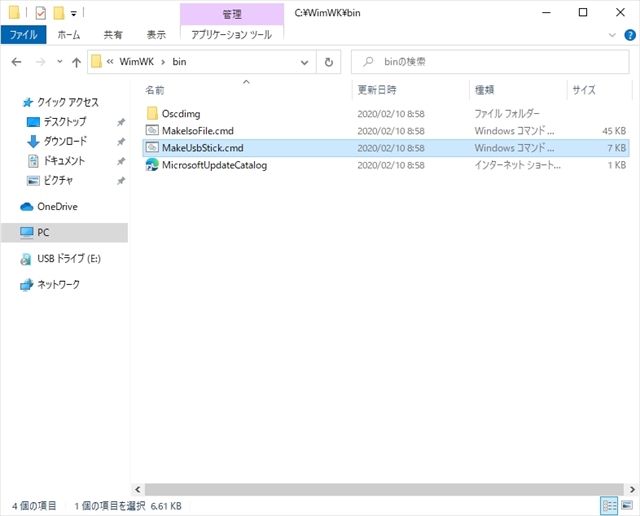 管理
C:¥WimWK¥bin
ファイル
ホーム
共有
表示
アプリケーション ツール
« WimWK › bin
binの検索
クイック アクセス
デスクトップ
ダウンロード
ドキュメント
ピクチャ
OneDrive
PC
USB ドライブ (E:)
ネットワーク
名前 更新日時 種類 サイズ
Oscdimg 2020/02/10 8:58 ファイル フォルダー
MakeIsoFile.cmd 2020/02/10 8:58 Windows コマンド ... 45 KB
MakeUsbStick.cmd 2020/02/10 8:58 Windows コマンド ... 7 KB
MicrosoftUpdateCatalog 2020/02/10 8:58 インターネット ショート... 1 KB
4 個の項目 1 個の項目を選択 6.61 KB